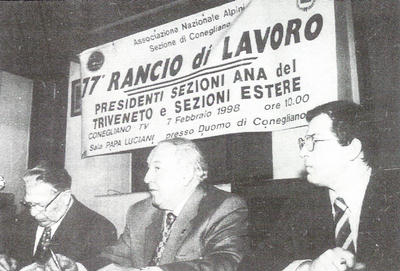 Associazione Nazionale Alpini
Sezione di Conegliano
77° RANCIO di LAVORO
PRESIDENTI SEZIONI ANA del
TRIVENETO e SEZIONI ESTERE
CONEGLIANO TV 7 Febbraio 1998 ore 10.00
Sala PAPA LUCIANI presso Duomo di Conegliano